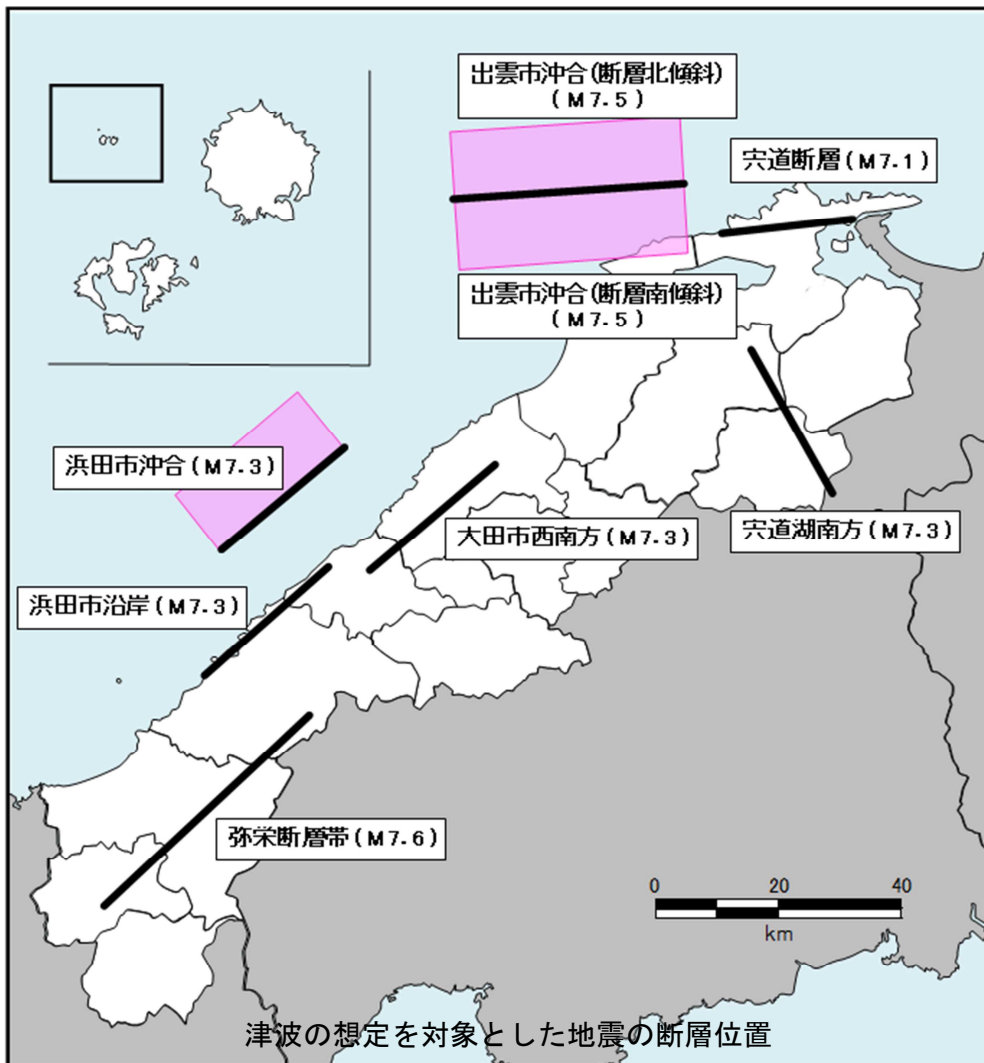 出雲市沖合(断層北傾斜)
(M7.5)
宍道断層(M7.1)
出雲市沖合(断層南傾斜)
(M7.5)
浜田市沖合(M7.3)
大田市西南方(M7.3)
宍道湖南方(M7.3)
浜田市沿岸(M7.3)
弥栄断層帯(M7.6)
0 20 40
km
津波の想定を対象とした地震の断層位置